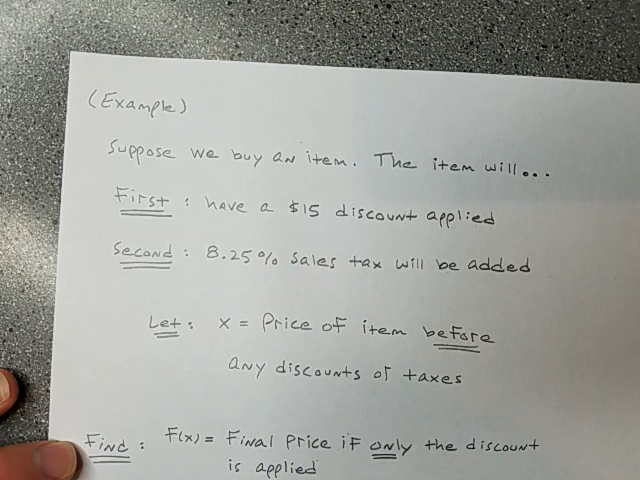 (Example)
Suppose we buy an item. The item will...
First : have a $15 discount applied
Second : 8.25% sales tax will be added
Let : x = Price of item before
any discounts or taxes
Find : F(x) = Final price if only the discount
is applied